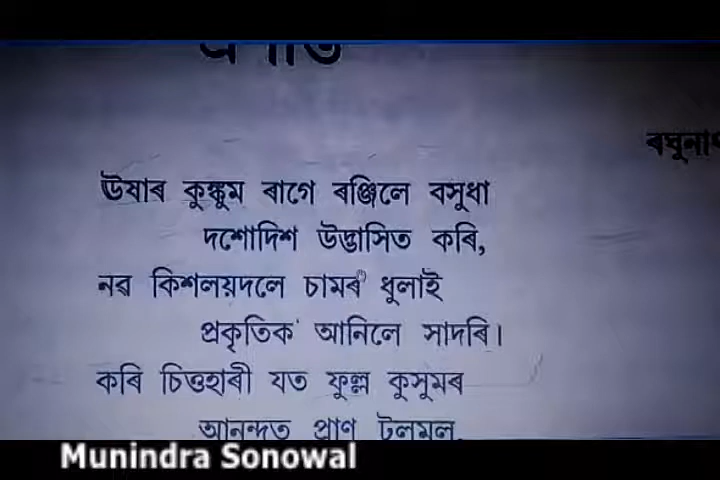 ৰঘুনাথ
ঊষাৰ কুঙ্কুম ৰাগে ৰঞ্জিলে বসুধা
দশোদিশ উদ্ভাসিত কৰি,
নৱ কিশলয়দলে চামৰ ধুলাই
প্ৰকৃতিক আনিলে সাদৰি।
কৰি চিত্তহাৰী যত ফুল্ল কুসুমৰ
আনন্দত প্ৰাণ টলমল,
Munindra Sonowal